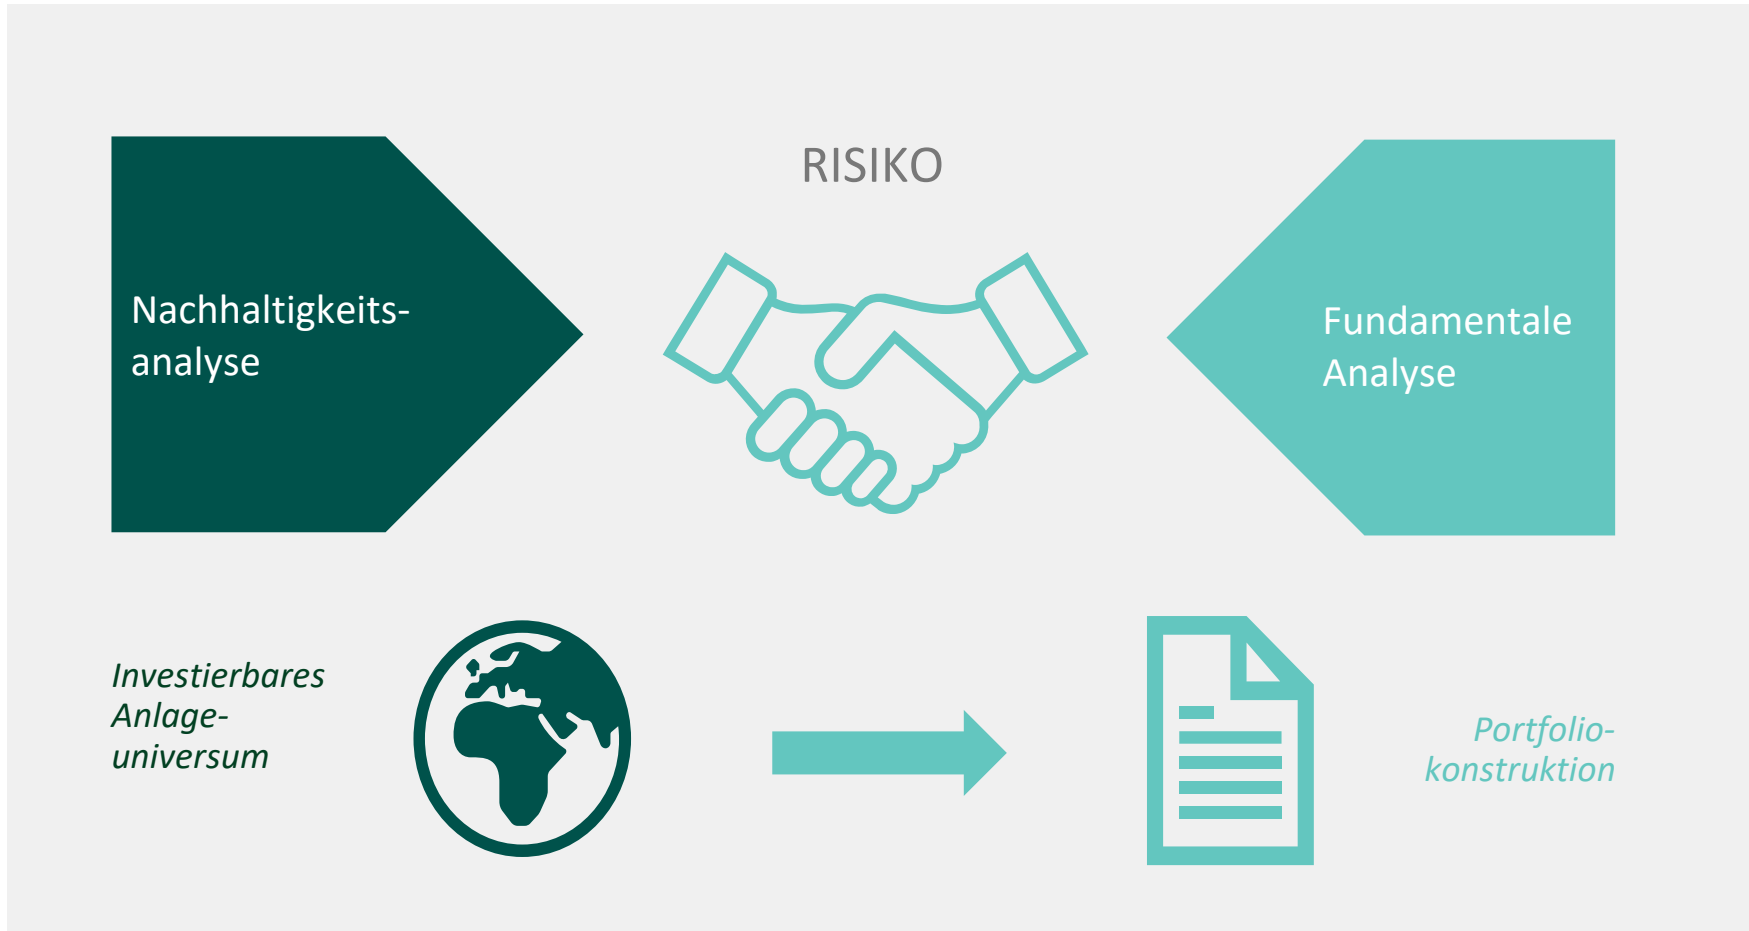 RISIKO
Nachhaltigkeits-
analyse
Fundamentale
Analyse
Investierbares
Anlage-
universum
Portfolio-
konstruktion